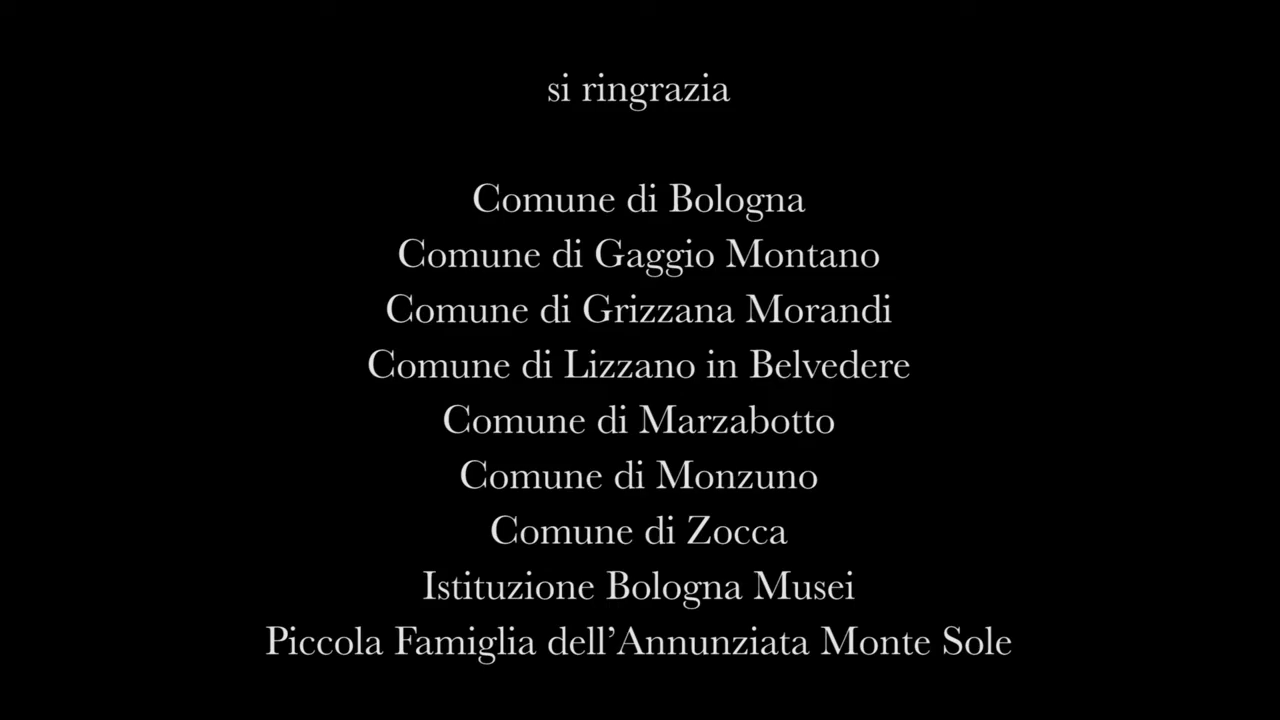 si ringrazia
Comune di Bologna
Comune di Gaggio Montano
Comune di Grizzana Morandi
Comune di Lizzano in Belvedere
Comune di Marzabotto
Comune di Monzuno
Comune di Zocca
Istituzione Bologna Musei
Piccola Famiglia dell’Annunziata Monte Sole